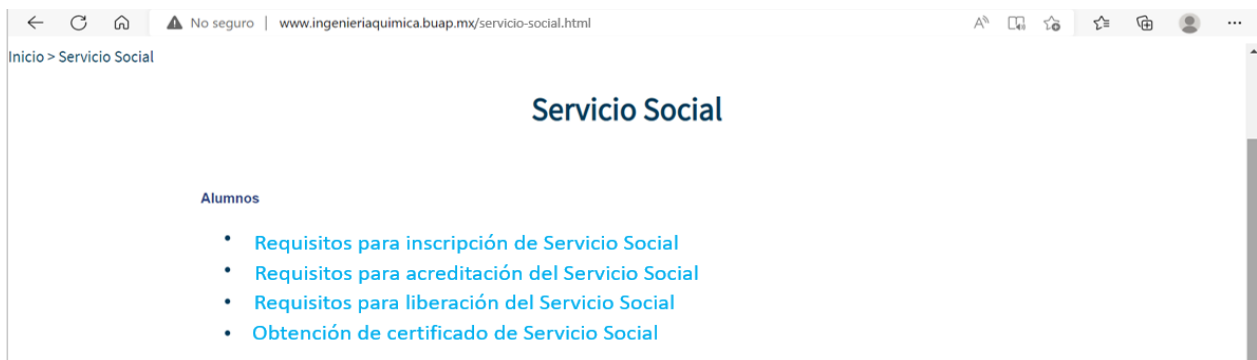 No seguro | www.ingenieriaquimica.buap.mx/servicio-social.html
Inicio > Servicio Social
Servicio Social
Alumnos
• Requisitos para inscripción de Servicio Social
• Requisitos para acreditación del Servicio Social
• Requisitos para liberación del Servicio Social
• Obtención de certificado de Servicio Social